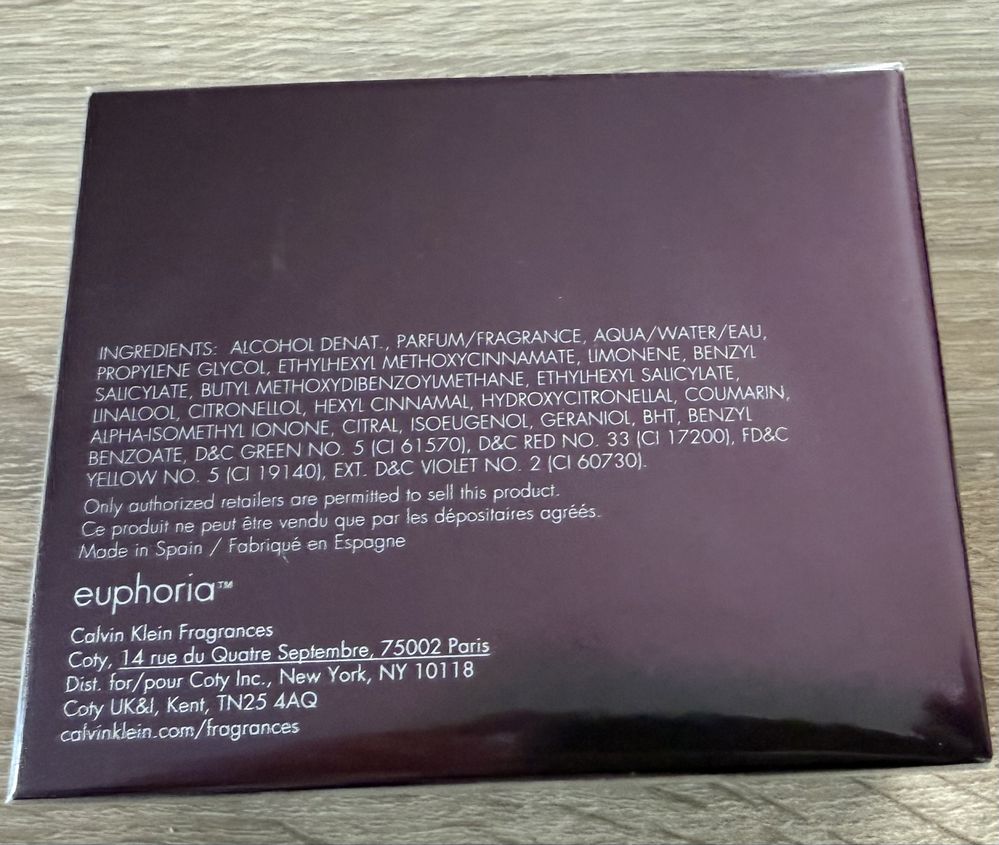 INGREDIENTS: ALCOHOL DENAT., PARFUM/FRAGRANCE, AQUA/WATER/EAU,
PROPYLENE GLYCOL, ETHYLHEXYL METHOXYCINNAMATE, LIMONENE, BENZYL
SALICYLATE, BUTYL METHOXYDIBENZOYLMETHANE, ETHYLHEXYL SALICYLATE,
LINALOOL, CITRONELLOL, HEXYL CINNAMAL, HYDROXYCITRONELLAL, COUMARIN,
ALPHA-ISOMETHYL IONONE, CITRAL, ISOEUGENOL, GERANIOL, BHT, BENZYL
BENZOATE, D&C GREEN NO. 5 (CI 61570), D&C RED NO. 33 (CI 17200), FD&C
YELLOW NO. 5 (CI 19140), EXT. D&C VIOLET NO. 2 (CI 60730).
Only authorized retailers are permitted to sell this product.
Ce produit ne peut être vendu que par les dépositaires agréés.
Made in Spain / Fabriqué en Espagne
euphoria™
Calvin Klein Fragrances
Coty, 14 rue du Quatre Septembre, 75002 Paris
Dist. for/pour Coty Inc., New York, NY 10118
Coty UK&I, Kent, TN25 4AQ
calvinklein.com/fragrances